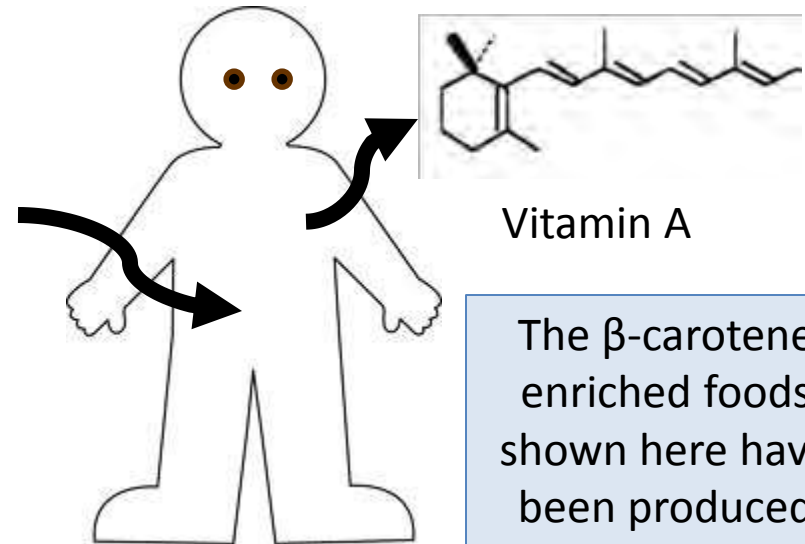 Vitamin A
The β-carotene
enriched foods
shown here have
been produced